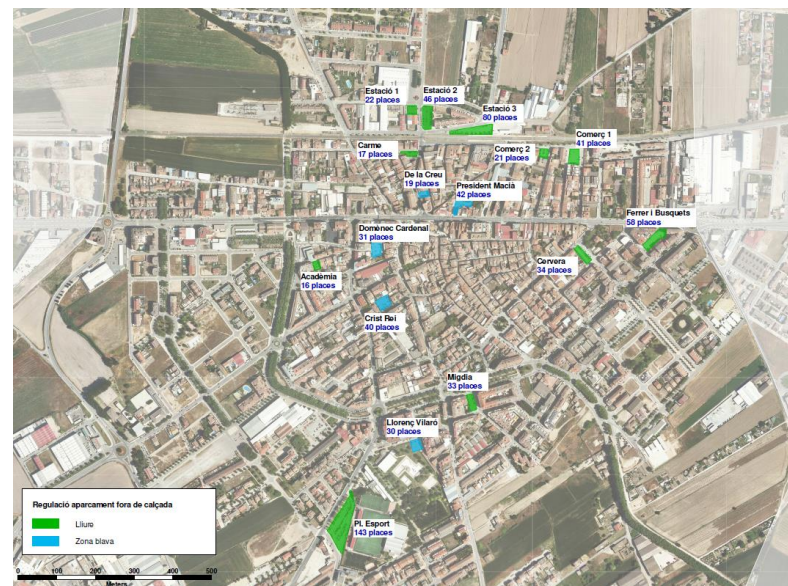 Estació 1
22 places
Estació 2
46 places
Estació 3
80 places
Carme
17 places
Comerç 2
21 places
Comerç 1
41 places
De la Creu
19 places
President Macià
42 places
Ferrer i Busquets
58 places
Domènec Cardenal
31 places
Cervera
34 places
Acadèmia
16 places
Crist Rei
40 places
Migdia
33 places
Llorenç Vilaró
30 places
Pl. Esport
143 places
Regulació aparcament fora de calçada
Lliure
Zona blava
0 100 200 300 400 500
Meters